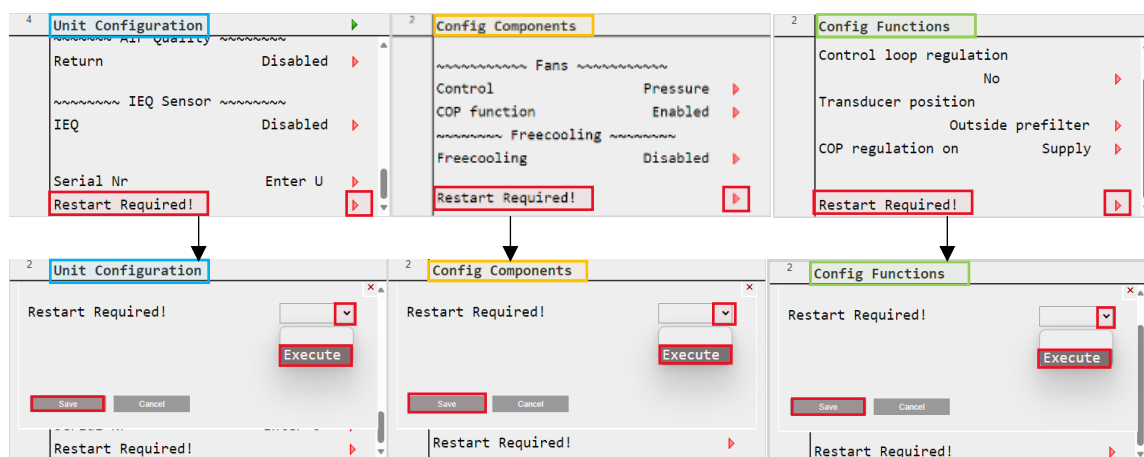 4 Unit Configuration
~~~~~~~ Air Quality ~~~~~~~~
Return Disabled
~~~~~~~~ IEQ Sensor ~~~~~~~~
IEQ Disabled
Serial Nr Enter U
Restart Required!
2 Config Components
~~~~~~~~~~~ Fans ~~~~~~~~~~~
Control Pressure
COP function Enabled
~~~~~~~~ Freecooling ~~~~~~~~
Freecooling Disabled
Restart Required!
2 Config Functions
Control loop regulation
No
Transducer position
Outside prefilter
COP regulation on Supply
Restart Required!
2 Unit Configuration
Restart Required!
Execute
Save Cancel
Restart Required!
2 Config Components
Restart Required!
Execute
Save Cancel
Restart Required!
2 Config Functions
Restart Required!
Execute
Save Cancel
Restart Required!